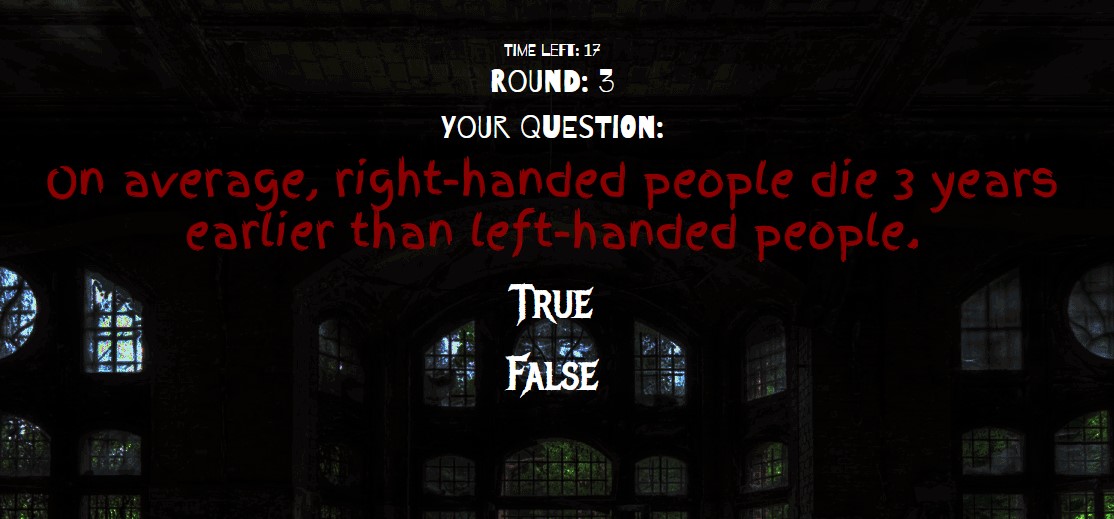 TIME LEFT: 17
ROUND: 3
YOUR QUESTION:
On average, right-handed people die 3 years
earlier than left-handed people.
TRUE
FALSE